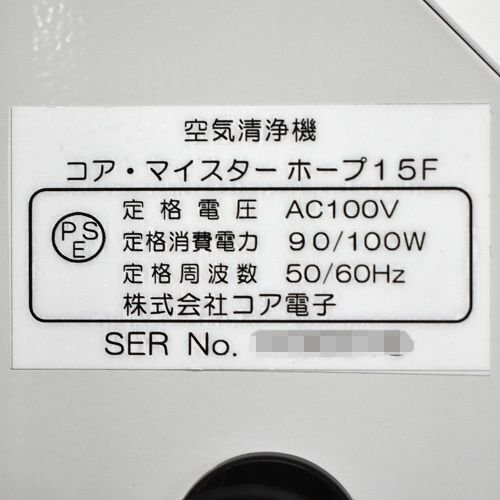 空気清浄機
コア・マイスター ホープ15F
PSE
定格電圧 AC100V
定格消費電力 90/100W
定格周波数 50/60Hz
株式会社コア電子
SER No.